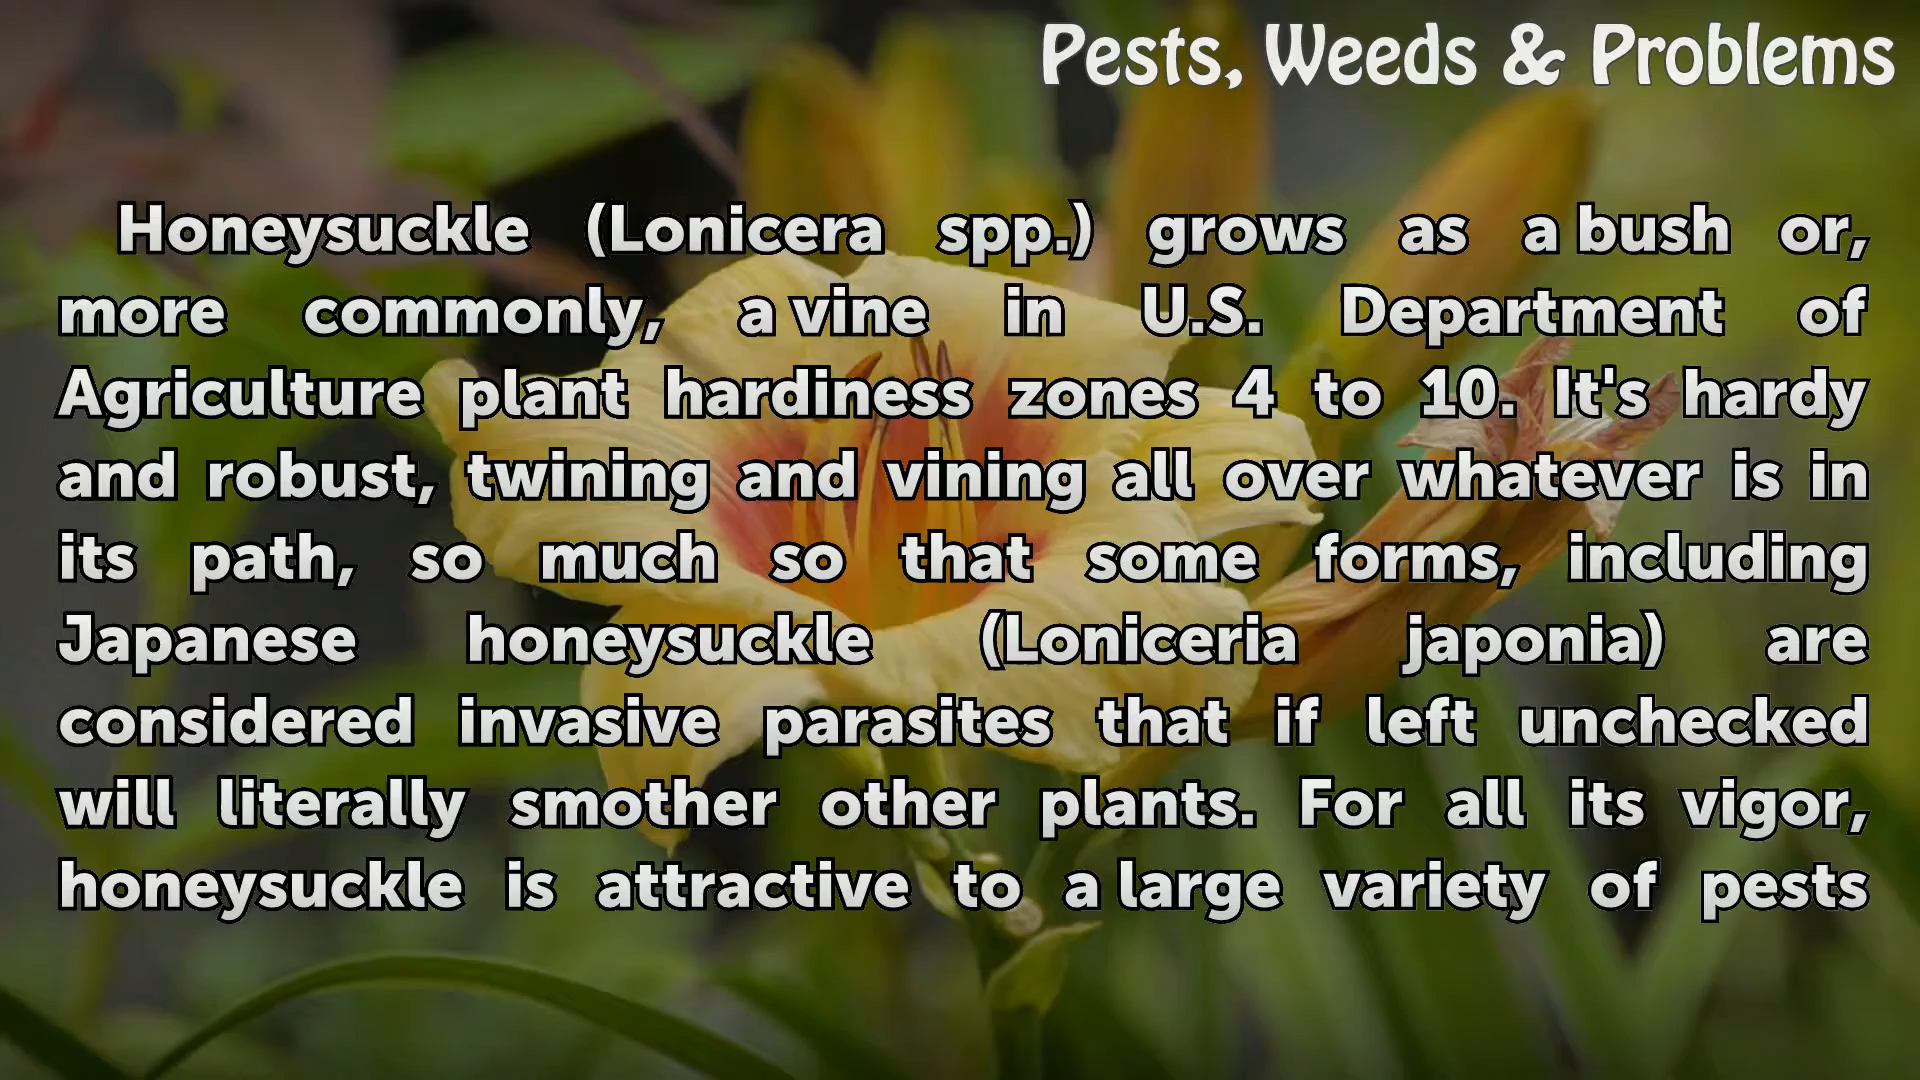 Pests, Weeds & Problems
Honeysuckle (Lonicera spp.) grows as a bush or,
more commonly, a vine in U.S. Department of
Agriculture plant hardiness zones 4 to 10. It's hardy
and robust, twining and vining all over whatever is in
its path, so much so that some forms, including
Japanese honeysuckle (Loniceria japonia) are
considered invasive parasites that if left unchecked
will literally smother other plants. For all its vigor,
honeysuckle is attractive to a large variety of pests